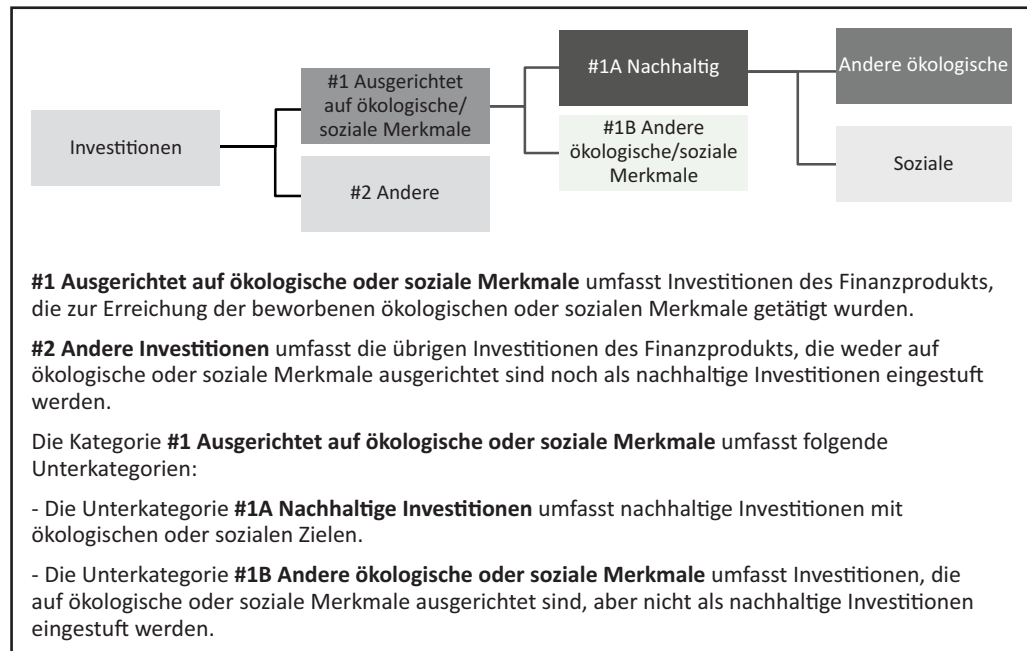 Investitionen
#1 Ausgerichtet
auf ökologische/
soziale Merkmale
#2 Andere
#1A Nachhaltig
#1B Andere
ökologische/soziale
Merkmale
Andere ökologische
Soziale
#1 Ausgerichtet auf ökologische oder soziale Merkmale umfasst Investitionen des Finanzprodukts,
die zur Erreichung der beworbenen ökologischen oder sozialen Merkmale getätigt wurden.
#2 Andere Investitionen umfasst die übrigen Investitionen des Finanzprodukts, die weder auf
ökologische oder soziale Merkmale ausgerichtet sind noch als nachhaltige Investitionen eingestuft
werden.
Die Kategorie #1 Ausgerichtet auf ökologische oder soziale Merkmale umfasst folgende
Unterkategorien:
- Die Unterkategorie #1A Nachhaltige Investitionen umfasst nachhaltige Investitionen mit
ökologischen oder sozialen Zielen.
- Die Unterkategorie #1B Andere ökologische oder soziale Merkmale umfasst Investitionen, die
auf ökologische oder soziale Merkmale ausgerichtet sind, aber nicht als nachhaltige Investitionen
eingestuft werden.